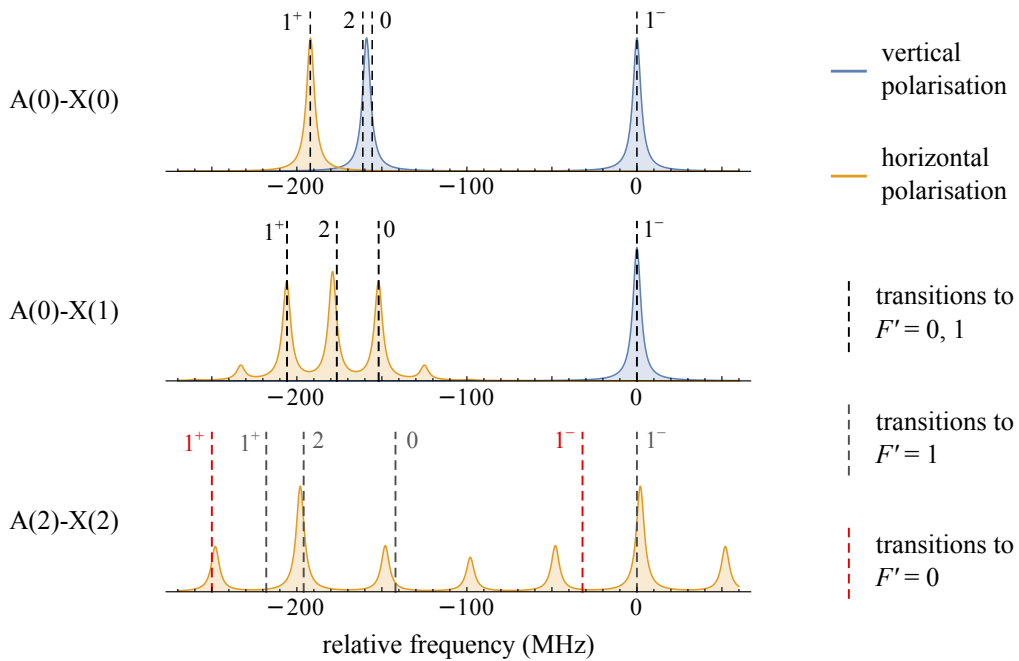 1⁺ 2 0 1⁻
A(0)-X(0)
−200 −100 0
1⁺ 2 0 1⁻
A(0)-X(1)
−200 −100 0
1⁺ 1⁺ 2 0 1⁻ 1⁻
A(2)-X(2)
−200 −100 0
relative frequency (MHz)
vertical
polarisation
horizontal
polarisation
transitions to
F′ = 0, 1
transitions to
F′ = 1
transitions to
F′ = 0